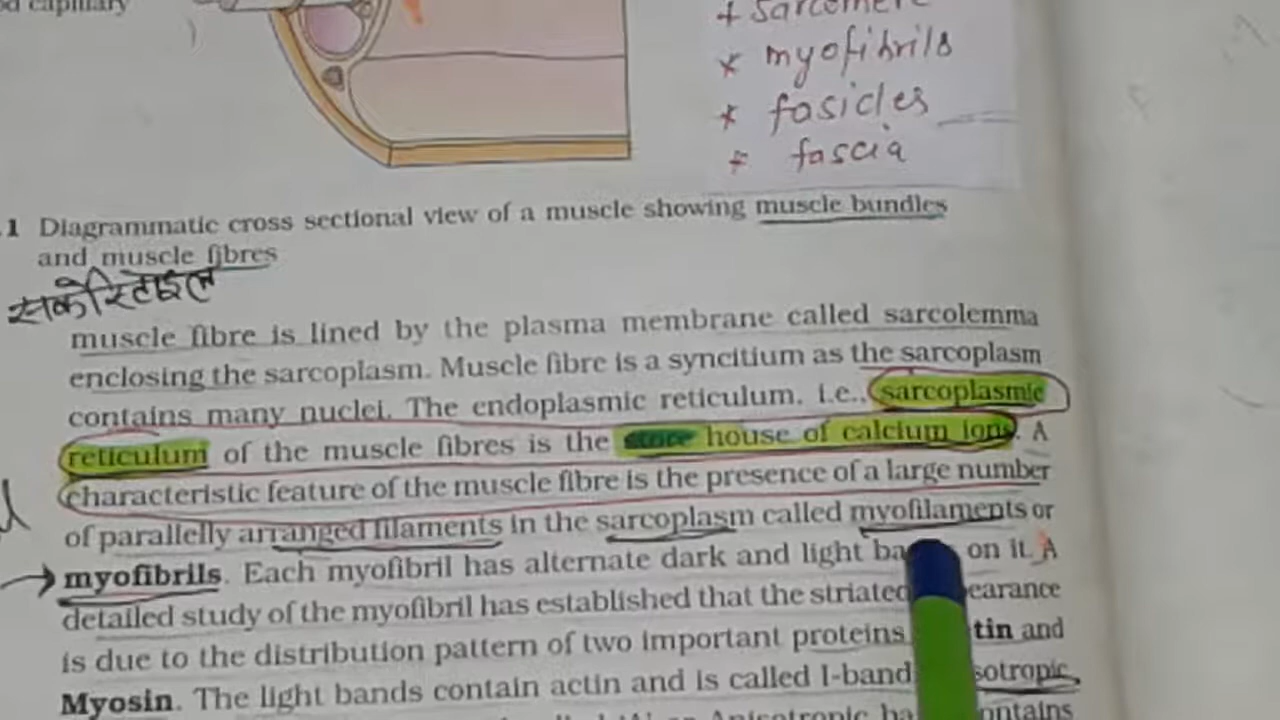 capillary
+ Sarcomere
* myofibrils
* fasicles
* fascia
1 Diagrammatic cross sectional view of a muscle showing muscle bundles
and muscle fibres
muscle fibre is lined by the plasma membrane called sarcolemma
enclosing the sarcoplasm. Muscle fibre is a syncitium as the sarcoplasm
contains many nuclei. The endoplasmic reticulum, i.e., sarcoplasmic
reticulum of the muscle fibres is the store house of calcium ions. A
characteristic feature of the muscle fibre is the presence of a large number
of parallelly arranged filaments in the sarcoplasm called myofilaments or
myofibrils. Each myofibril has alternate dark and light ba on it. A
detailed study of the myofibril has established that the striated earance
is due to the distribution pattern of two important proteins tin and
Myosin. The light bands contain actin and is called I-band sotropic
Anisotropic ba ontains